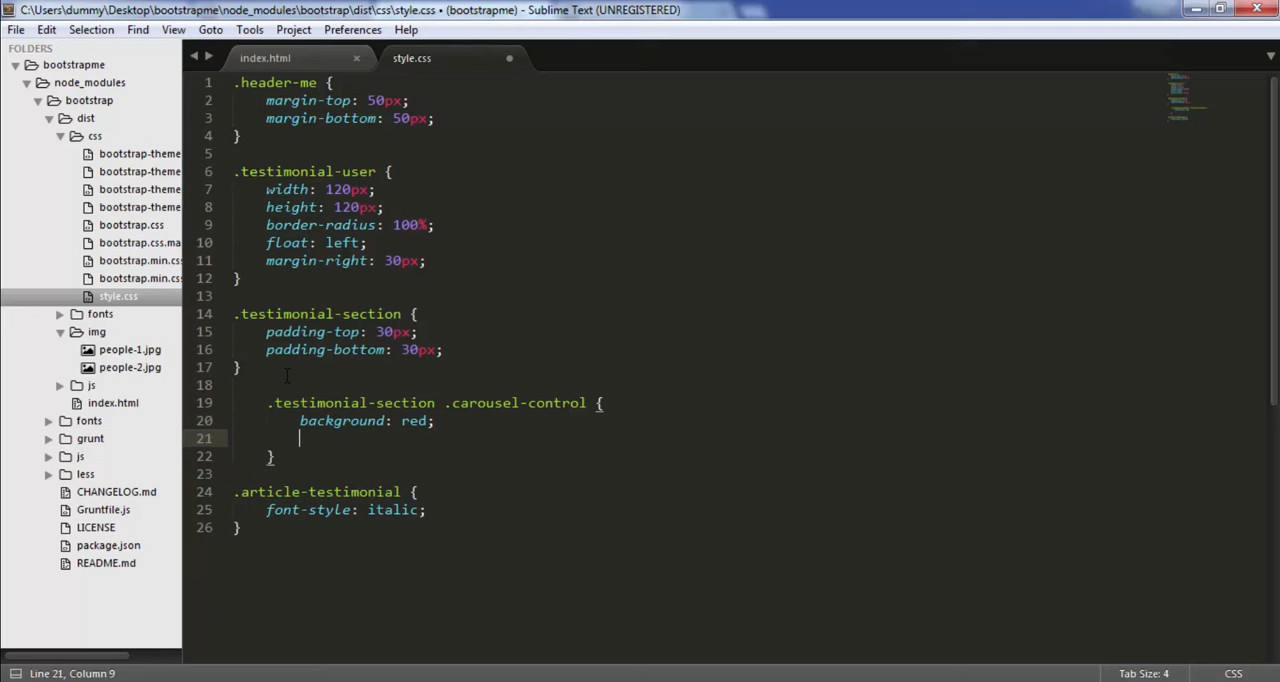 C:\Users\dummy\Desktop\bootstrapme\node_modules\bootstrap\dist\css\style.css • (bootstrapme) - Sublime Text (UNREGISTERED)
File Edit Selection Find View Goto Tools Project Preferences Help
FOLDERS
bootstrapme
node_modules
bootstrap
dist
css
bootstrap-theme
bootstrap-theme
bootstrap-theme
bootstrap-theme
bootstrap.css
bootstrap.css.ma
bootstrap.min.cs
bootstrap.min.cs
style.css
fonts
img
people-1.jpg
people-2.jpg
js
index.html
fonts
grunt
js
less
CHANGELOG.md
Gruntfile.js
LICENSE
package.json
README.md
index.html × style.css
1 .header-me {
2 margin-top: 50px;
3 margin-bottom: 50px;
4 }
5
6 .testimonial-user {
7 width: 120px;
8 height: 120px;
9 border-radius: 100%;
10 float: left;
11 margin-right: 30px;
12 }
13
14 .testimonial-section {
15 padding-top: 30px;
16 padding-bottom: 30px;
17 }
18
19 .testimonial-section .carousel-control {
20 background: red;
21
22 }
23
24 .article-testimonial {
25 font-style: italic;
26 }
Line 21, Column 9 Tab Size: 4 CSS